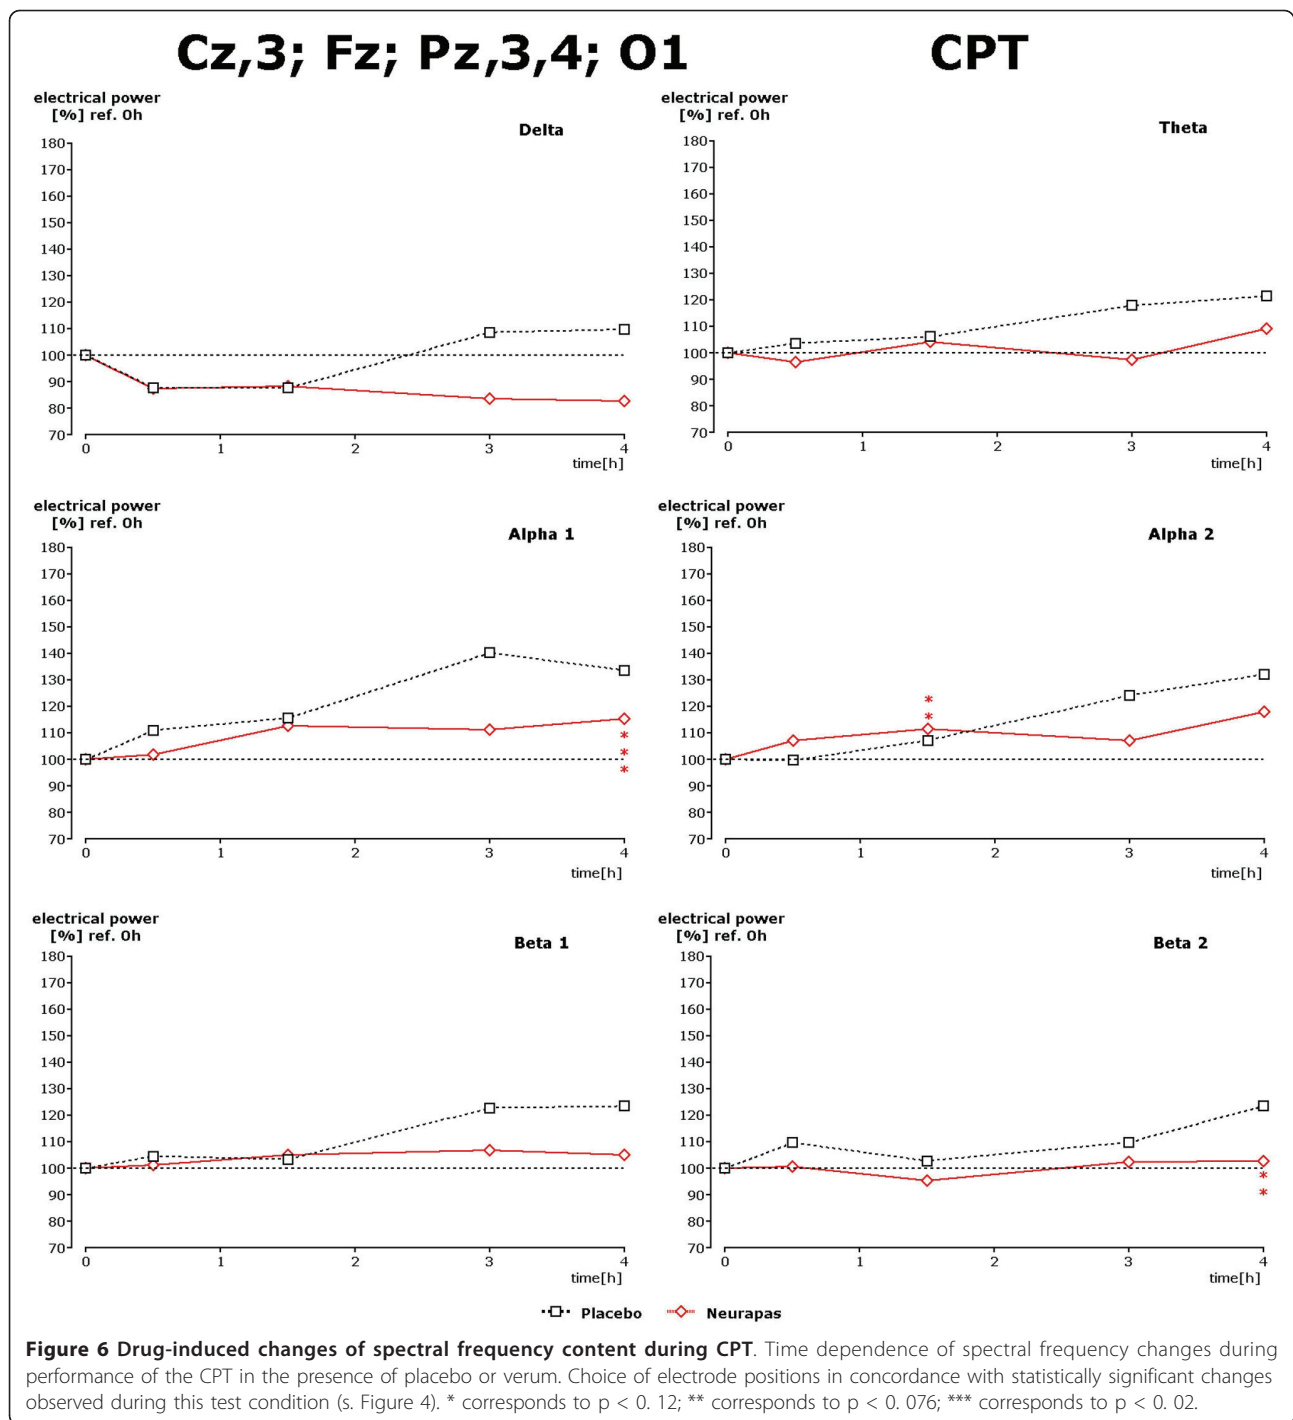 Cz,3; Fz; Pz,3,4; O1 CPT
electrical power
[%] ref. 0h
Delta
180
170
160
150
140
130
120
110
100
90
80
70
0 1 2 3 4
time[h]
electrical power
[%] ref. 0h
Theta
180
170
160
150
140
130
120
110
100
90
80
70
0 1 2 3 4
time[h]
electrical power
[%] ref. 0h
Alpha 1
180
170
160
150
140
130
120
110
100
90
80
70
*
*
*
0 1 2 3 4
time[h]
electrical power
[%] ref. 0h
Alpha 2
180
170
160
150
140
130
120
110
100
90
80
70
*
*
0 1 2 3 4
time[h]
electrical power
[%] ref. 0h
Beta 1
180
170
160
150
140
130
120
110
100
90
80
70
0 1 2 3 4
time[h]
electrical power
[%] ref. 0h
Beta 2
180
170
160
150
140
130
120
110
100
90
80
70
*
*
0 1 2 3 4
time[h]
Placebo Neurapas
Figure 6 Drug-induced changes of spectral frequency content during CPT. Time dependence of spectral frequency changes during
performance of the CPT in the presence of placebo or verum. Choice of electrode positions in concordance with statistically significant changes
observed during this test condition (s. Figure 4). * corresponds to p < 0. 12; ** corresponds to p < 0. 076; *** corresponds to p < 0. 02.